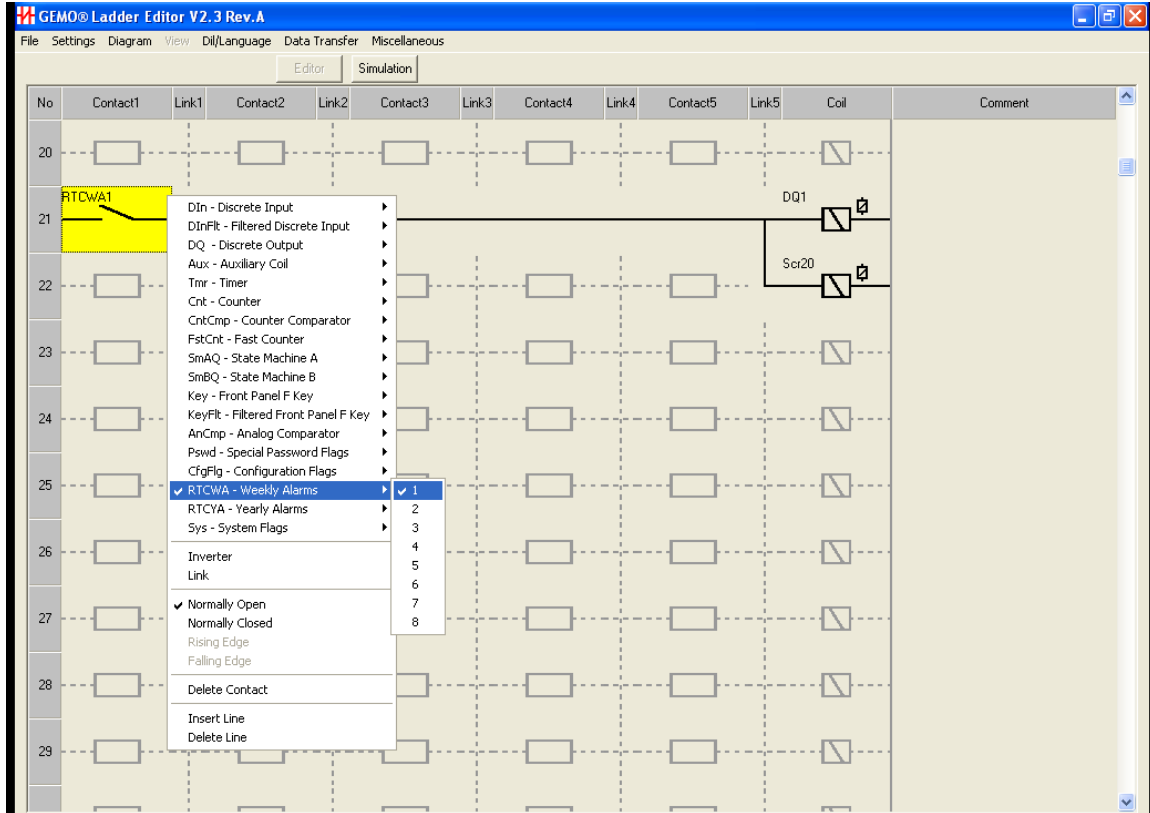 GEMO® Ladder Editor V2.3 Rev.A
File Settings Diagram View Dil/Language Data Transfer Miscellaneous
Editor Simulation
No Contact1 Link1 Contact2 Link2 Contact3 Link3 Contact4 Link4 Contact5 Link5 Coil Comment
20
RTCWA1 DQ1
21
Scr20
22
23
24
25
26
27
28
29
DIn - Discrete Input
DInFlt - Filtered Discrete Input
DQ - Discrete Output
Aux - Auxiliary Coil
Tmr - Timer
Cnt - Counter
CntCmp - Counter Comparator
FstCnt - Fast Counter
SmAQ - State Machine A
SmBQ - State Machine B
Key - Front Panel F Key
KeyFlt - Filtered Front Panel F Key
AnCmp - Analog Comparator
Pswd - Special Password Flags
CfgFlg - Configuration Flags
RTCWA - Weekly Alarms
RTCYA - Yearly Alarms
Sys - System Flags
Inverter
Link
Normally Open
Normally Closed
Rising Edge
Falling Edge
Delete Contact
Insert Line
Delete Line
1
2
3
4
5
6
7
8